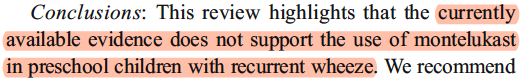 Conclusions: This review highlights that the currently
available evidence does not support the use of montelukast
in preschool children with recurrent wheeze. We recommend